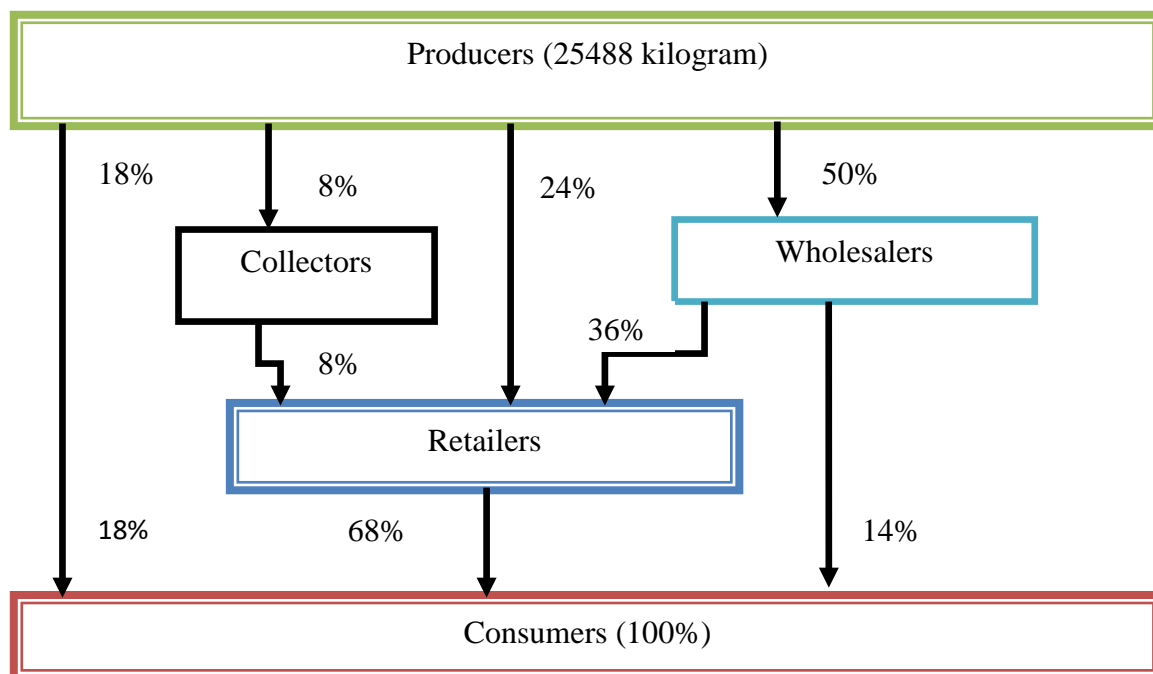 Producers (25488 kilogram)
18%
8%
24%
50%
Collectors
Wholesalers
36%
8%
Retailers
18%
68%
14%
Consumers (100%)